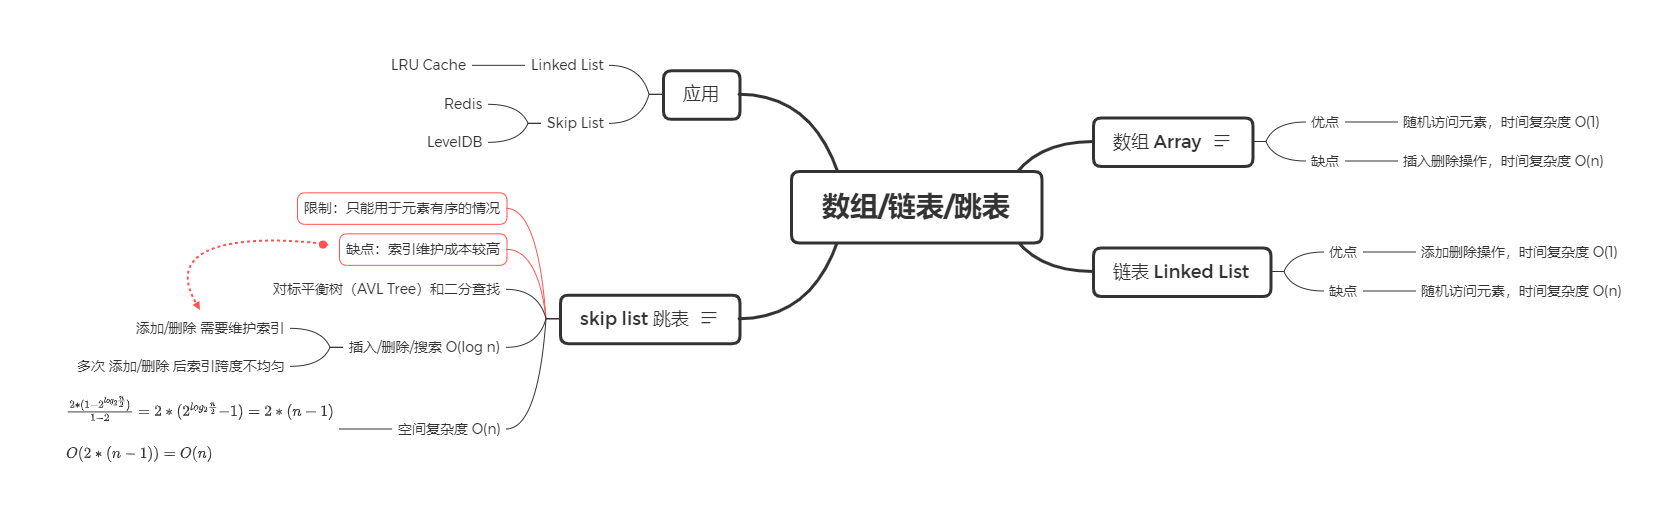 数组/链表/跳表
应用
Linked List
LRU Cache
Skip List
Redis
LevelDB
skip list 跳表
限制：只能用于元素有序的情况
缺点：索引维护成本较高
对标平衡树（AVL Tree）和二分查找
插入/删除/搜索 O(log n)
添加/删除 需要维护索引
多次 添加/删除 后索引跨度不均匀
空间复杂度 O(n)
$\frac{2*(1-2^{log_2\frac{n}{2}})}{1-2} = 2*(2^{log_2\frac{n}{2}}-1) = 2*(n-1)$
$O(2*(n-1)) = O(n)$
数组 Array
优点
随机访问元素，时间复杂度 O(1)
缺点
插入删除操作，时间复杂度 O(n)
链表 Linked List
优点
添加删除操作，时间复杂度 O(1)
缺点
随机访问元素，时间复杂度 O(n)